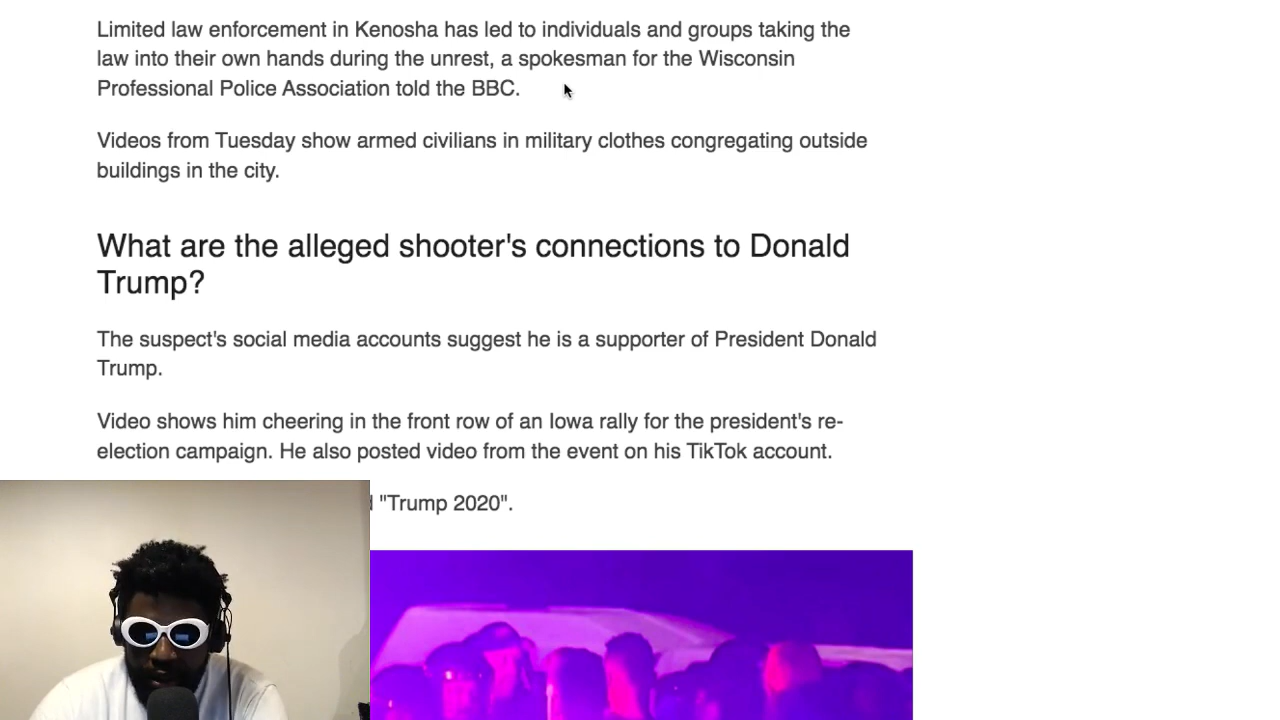 Limited law enforcement in Kenosha has led to individuals and groups taking the
law into their own hands during the unrest, a spokesman for the Wisconsin
Professional Police Association told the BBC.
Videos from Tuesday show armed civilians in military clothes congregating outside
buildings in the city.
What are the alleged shooter's connections to Donald
Trump?
The suspect's social media accounts suggest he is a supporter of President Donald
Trump.
Video shows him cheering in the front row of an Iowa rally for the president's re-
election campaign. He also posted video from the event on his TikTok account.
"Trump 2020".